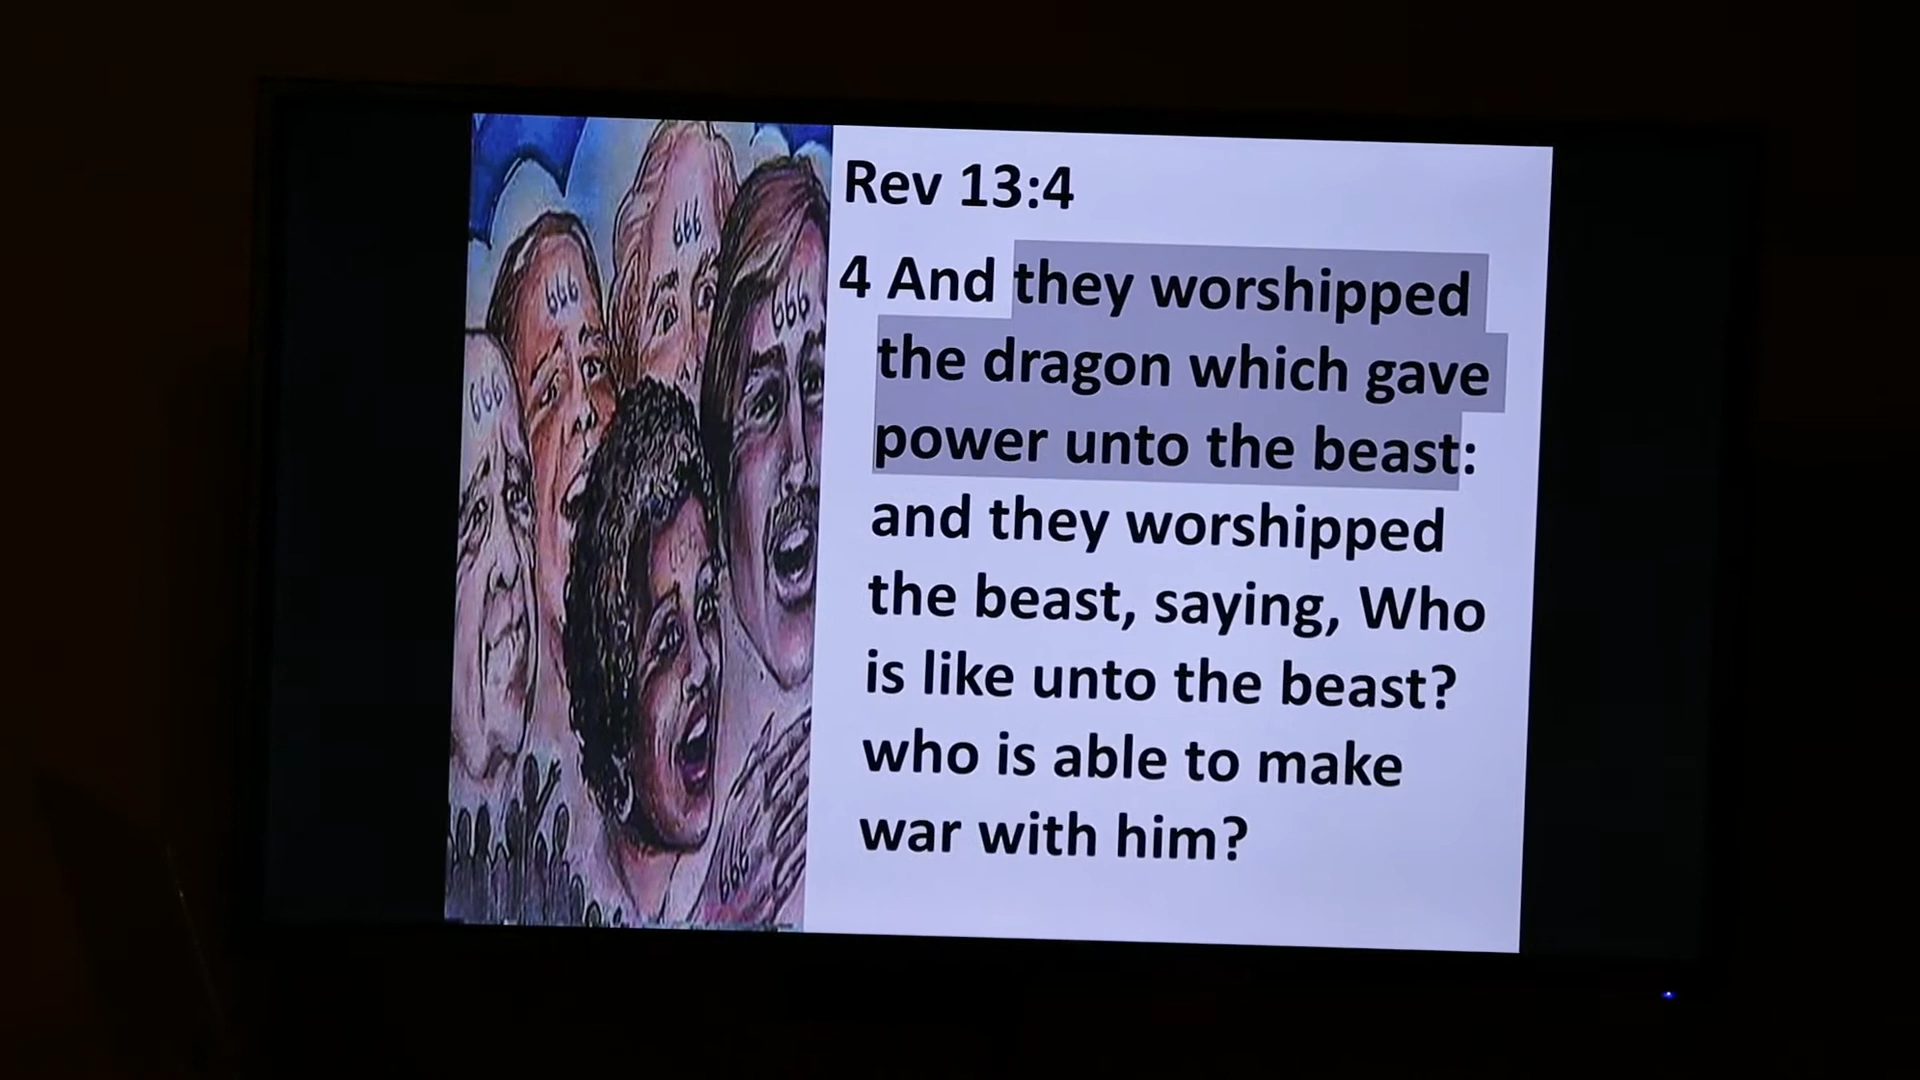 Rev 13:4
4 And they worshipped
the dragon which gave
power unto the beast:
and they worshipped
the beast, saying, Who
is like unto the beast?
who is able to make
war with him?
666
666
666
666
666